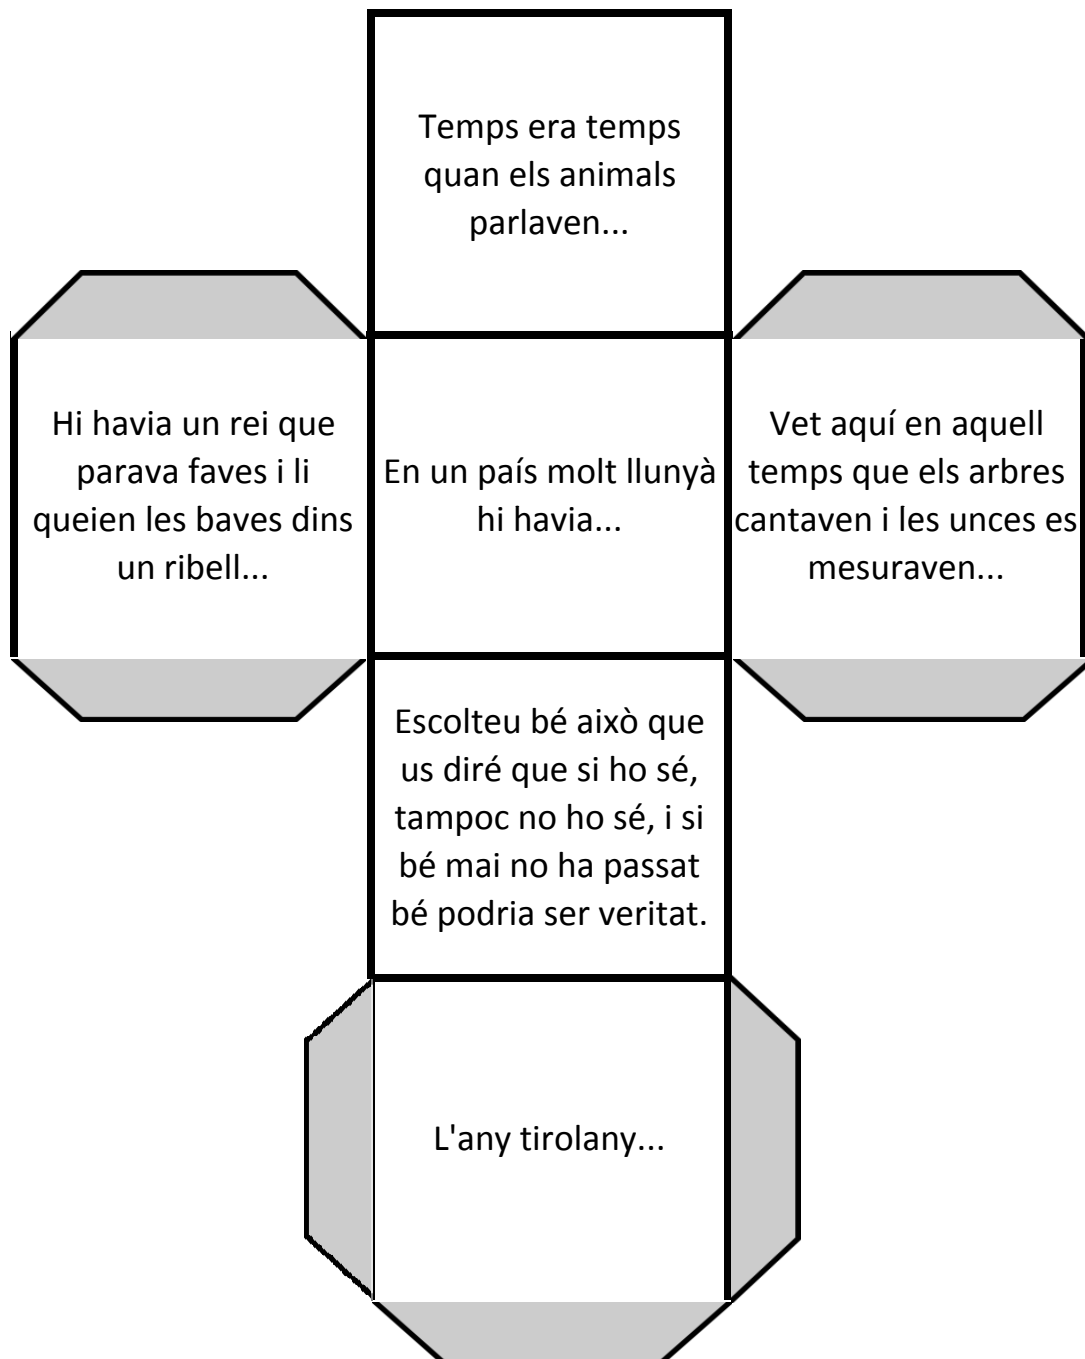 Temps era temps
quan els animals
parlaven...
Hi havia un rei que
parava faves i li
queien les baves dins
un ribell...
En un país molt llunyà
hi havia...
Vet aquí en aquell
temps que els arbres
cantaven i les unces es
mesuraven...
Escolteu bé això que
us diré que si ho sé,
tampoc no ho sé, i si
bé mai no ha passat
bé podria ser veritat.
L'any tirolany...